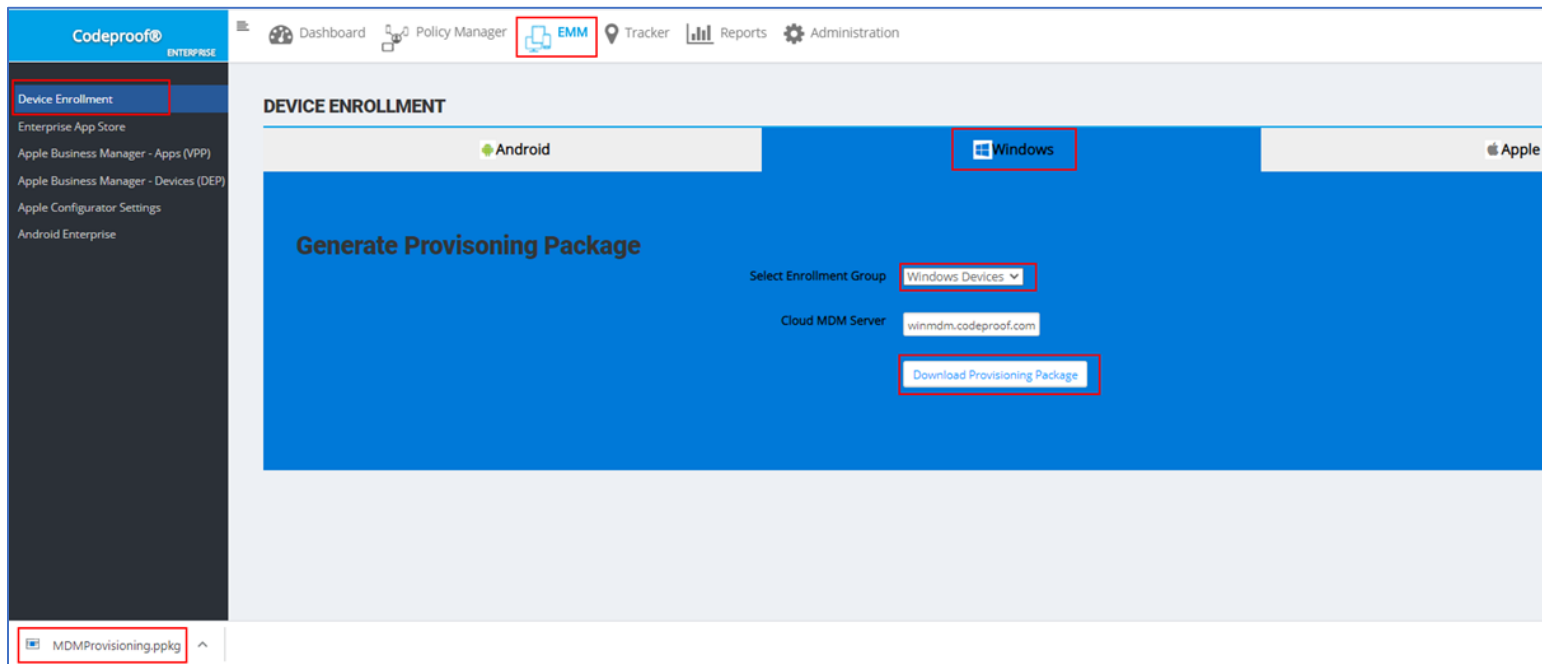 Codeproof®
ENTERPRISE
Dashboard Policy Manager EMM Tracker Reports Administration
Device Enrollment
Enterprise App Store
Apple Business Manager - Apps (VPP)
Apple Business Manager - Devices (DEP)
Apple Configurator Settings
Android Enterprise
DEVICE ENROLLMENT
Android Windows Apple
Generate Provisoning Package
Select Enrollment Group Windows Devices
Cloud MDM Server winmdm.codeproof.com
Download Provisioning Package
MDMProvisioning.ppkg